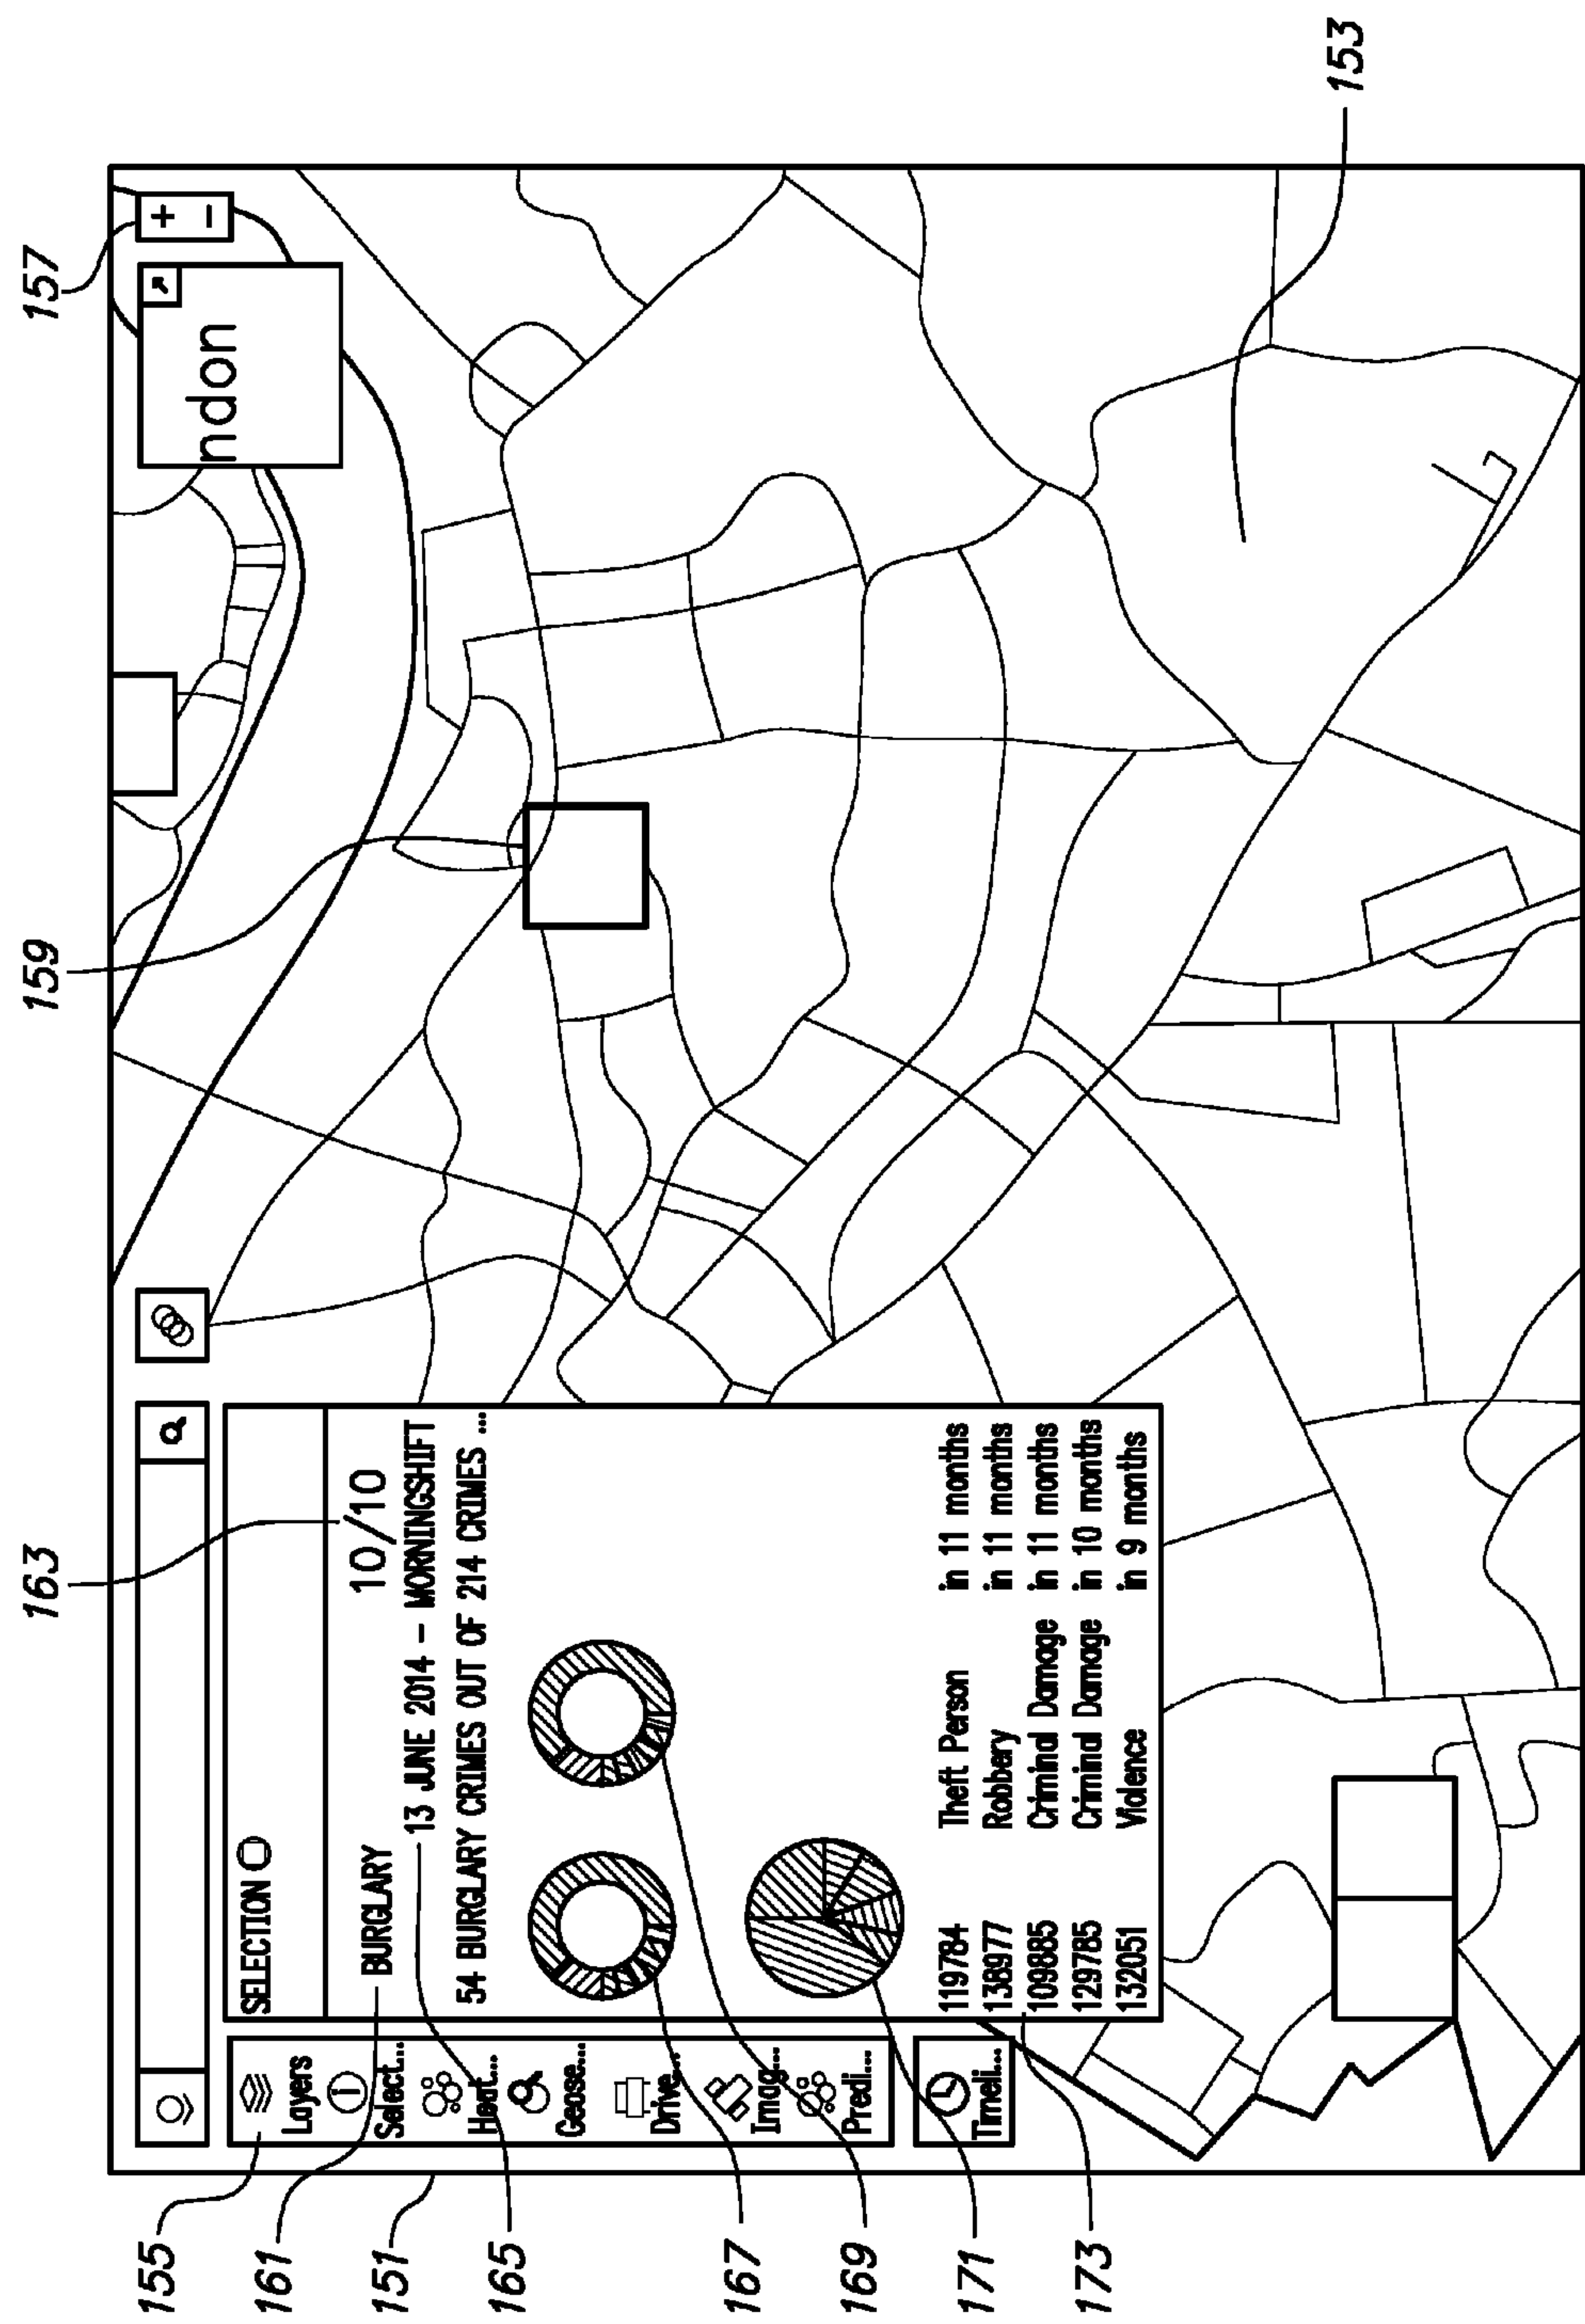 157
159
163
+
−
ndon
SELECTION
BURGLARY
10/10
13 JUNE 2014 – MORNINGSHIFT
54 BURGLARY CRIMES OUT OF 214 CRIMES ...
119784 Theft Person in 11 months
138977 Robbery in 11 months
109885 Criminal Damage in 11 months
129785 Criminal Damage in 10 months
132051 Violence in 9 months
Layers
Select...
Heat...
Geose...
Drive...
Imag...
Predi...
Timeli...
155
161
151
165
167
169
171
173
153